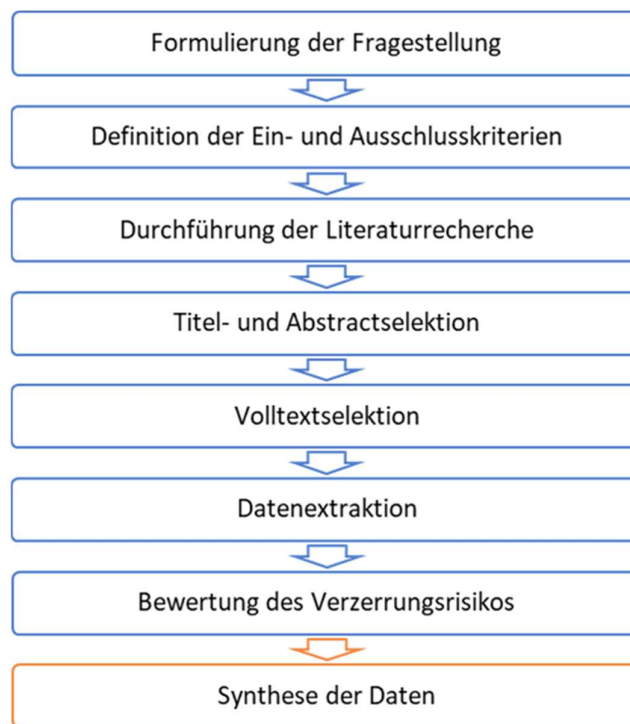 Formulierung der Fragestellung
Definition der Ein- und Ausschlusskriterien
Durchführung der Literaturrecherche
Titel- und Abstractselektion
Volltextselektion
Datenextraktion
Bewertung des Verzerrungsrisikos
Synthese der Daten